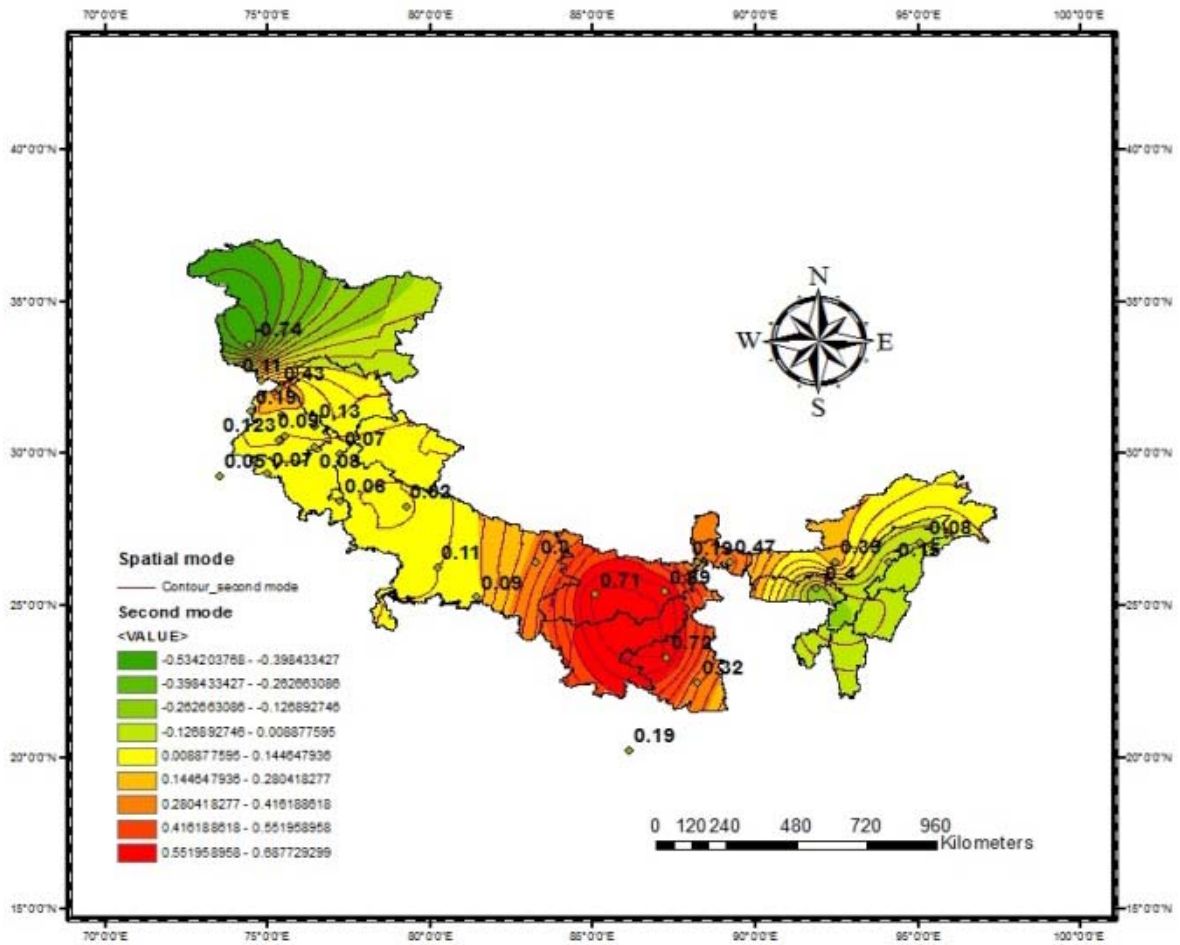 70°0'0"E 75°0'0"E 80°0'0"E 85°0'0"E 90°0'0"E 95°0'0"E 100°0'0"E
40°0'0"N 40°0'0"N
N
35°0'0"N 35°0'0"N
W E
S
-0.74
0.11
0.43
0.19
0.13
0.123 0.09
0.07
30°0'0"N 30°0'0"N
0.05 0.07 0.08
0.06 0.02
-0.08
0.11 0.19 0.47 0.39 -0.15
0.09 0.71
25°0'0"N 25°0'0"N
0.72
0.32
0.19
20°0'0"N 20°0'0"N
Spatial mode
Contour_second mode
Second mode
<VALUE>
-0.534203768 - -0.398433427
-0.398433427 - -0.262663086
-0.262663086 - -0.126892746
-0.126892746 - 0.008877595
0.008877595 - 0.144647936
0.144647936 - 0.280418277
0.280418277 - 0.416188618
0.416188618 - 0.551958958
0.551958958 - 0.687729299
0 120 240 480 720 960
Kilometers
15°0'0"N 15°0'0"N
70°0'0"E 75°0'0"E 80°0'0"E 85°0'0"E 90°0'0"E 95°0'0"E 100°0'0"E